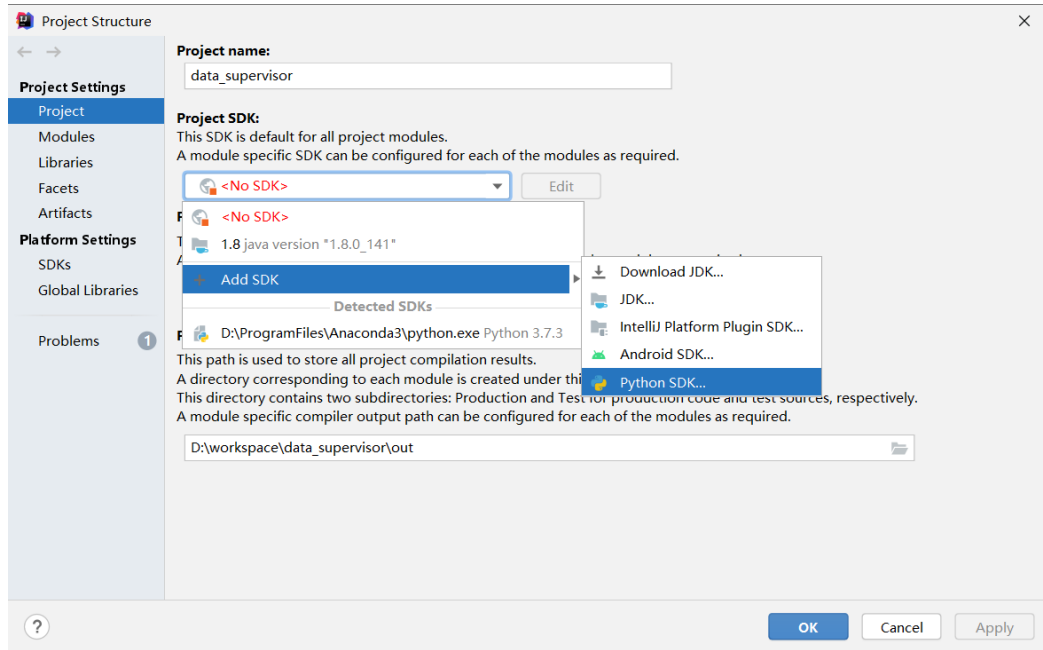 Project Structure
Project Settings
Project
Modules
Libraries
Facets
Artifacts
Platform Settings
SDKs
Global Libraries
Problems 1
Project name:
data_supervisor
Project SDK:
This SDK is default for all project modules.
A module specific SDK can be configured for each of the modules as required.
<No SDK>
Edit
<No SDK>
1.8 java version "1.8.0_141"
Add SDK
Detected SDKs
D:\ProgramFiles\Anaconda3\python.exe Python 3.7.3
Download JDK...
JDK...
IntelliJ Platform Plugin SDK...
Android SDK...
Python SDK...
This path is used to store all project compilation results.
A directory corresponding to each module is created under thi
This directory contains two subdirectories: Production and Test for production code and test sources, respectively.
A module specific compiler output path can be configured for each of the modules as required.
D:\workspace\data_supervisor\out
?
OK
Cancel
Apply